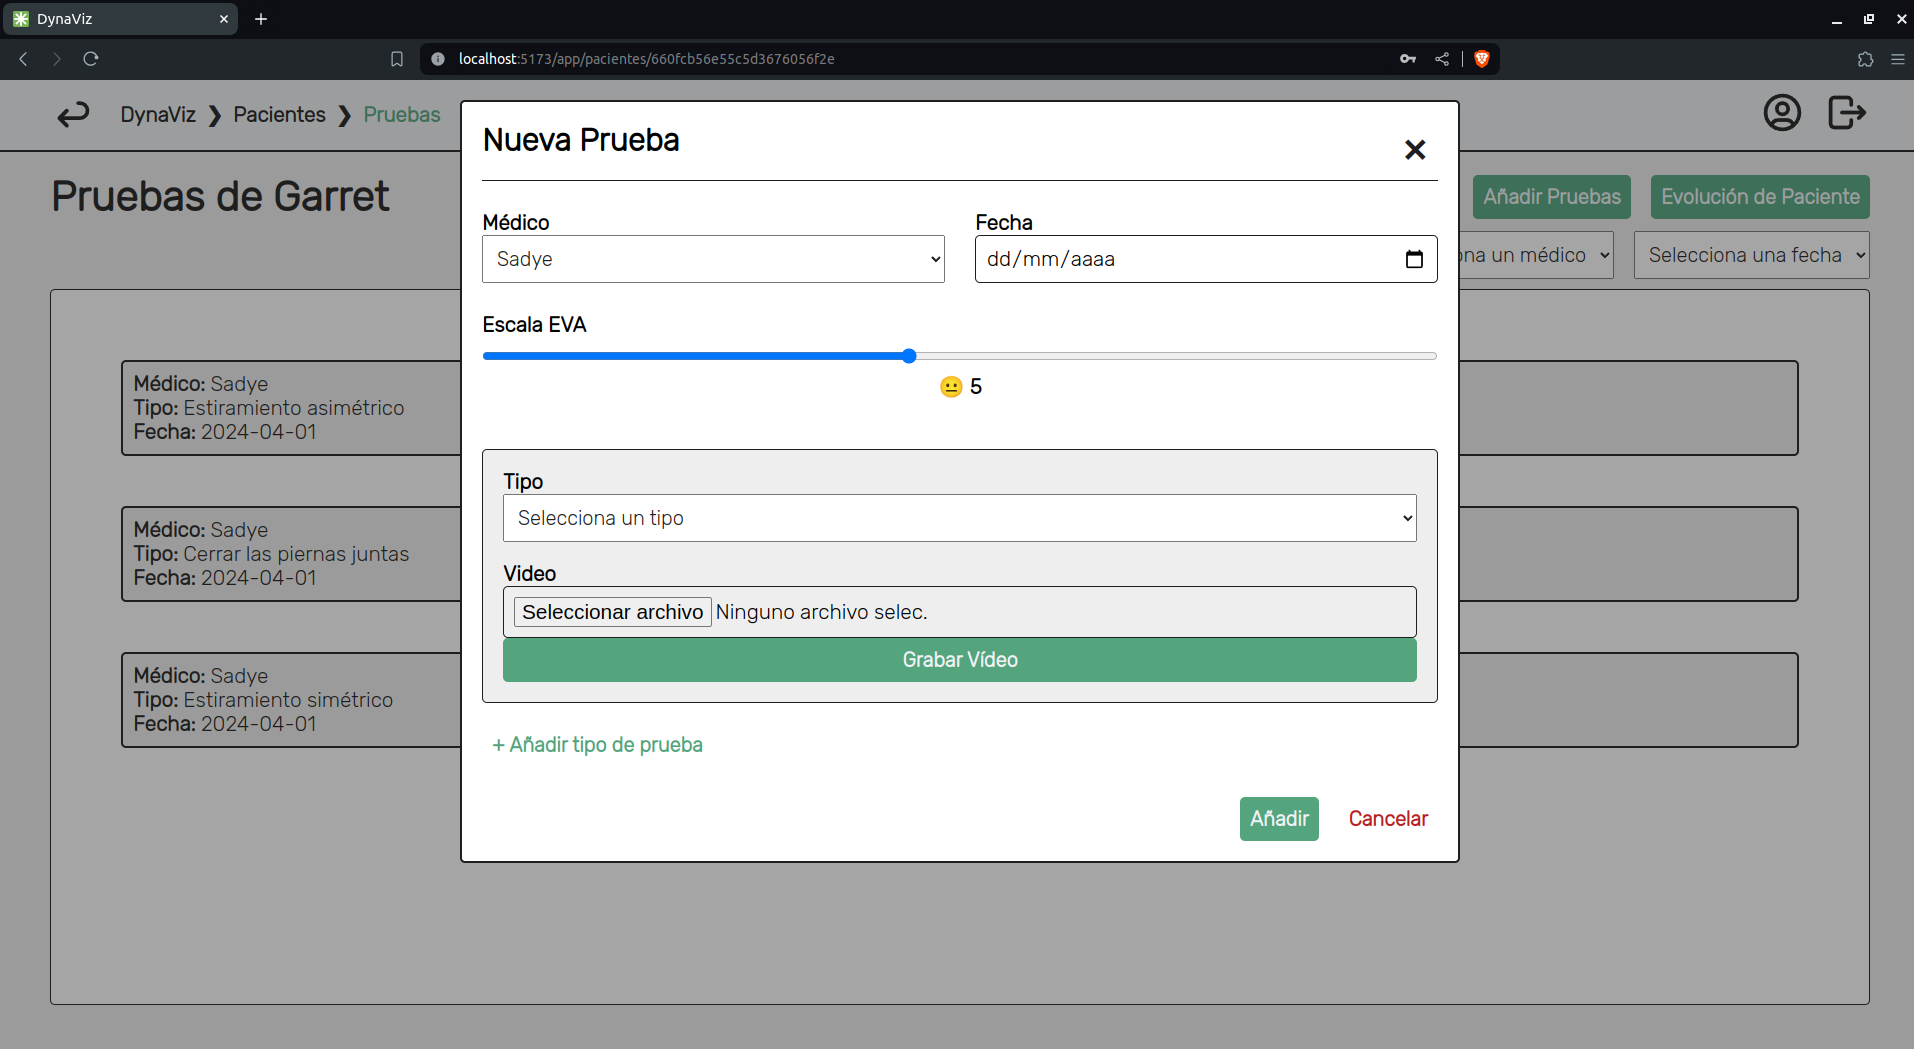 DynaViz
localhost:5173/app/pacientes/660fcb56e55c5d3676056f2e
DynaViz ❯ Pacientes ❯ Pruebas
Pruebas de Garret
Añadir Pruebas
Evolución de Paciente
na un médico
Selecciona una fecha
Nueva Prueba
Médico
Fecha
Sadye
dd/mm/aaaa
Escala EVA
😐 5
Tipo
Selecciona un tipo
Video
Seleccionar archivo Ninguno archivo selec.
Grabar Vídeo
+ Añadir tipo de prueba
Añadir
Cancelar
Médico: Sadye
Tipo: Estiramiento asimétrico
Fecha: 2024-04-01
Médico: Sadye
Tipo: Cerrar las piernas juntas
Fecha: 2024-04-01
Médico: Sadye
Tipo: Estiramiento simétrico
Fecha: 2024-04-01